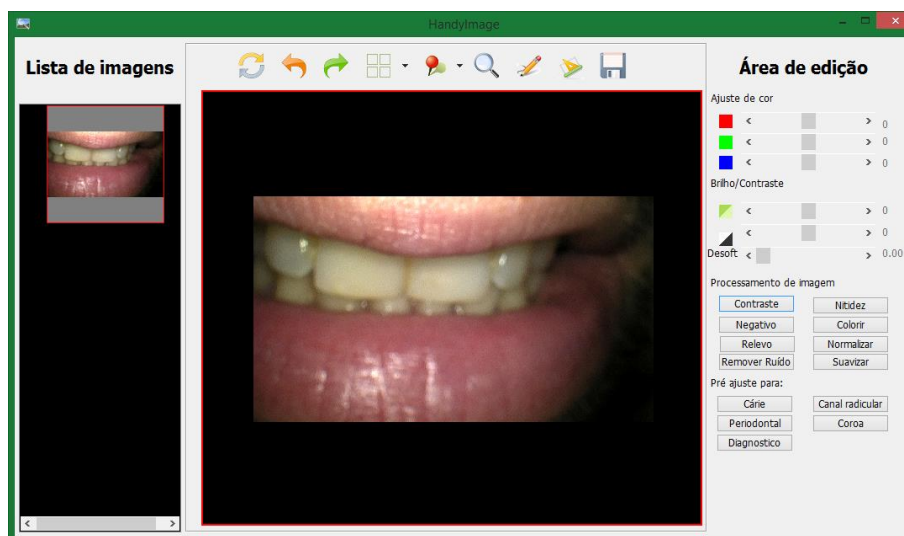 HandyImage
Lista de imagens
Área de edição
Ajuste de cor
0
0
0
Brilho/Contraste
0
0
Desoft 0.00
Processamento de imagem
Contraste Nitidez
Negativo Colorir
Relevo Normalizar
Remover Ruído Suavizar
Pré ajuste para:
Cárie Canal radicular
Periodontal Coroa
Diagnostico